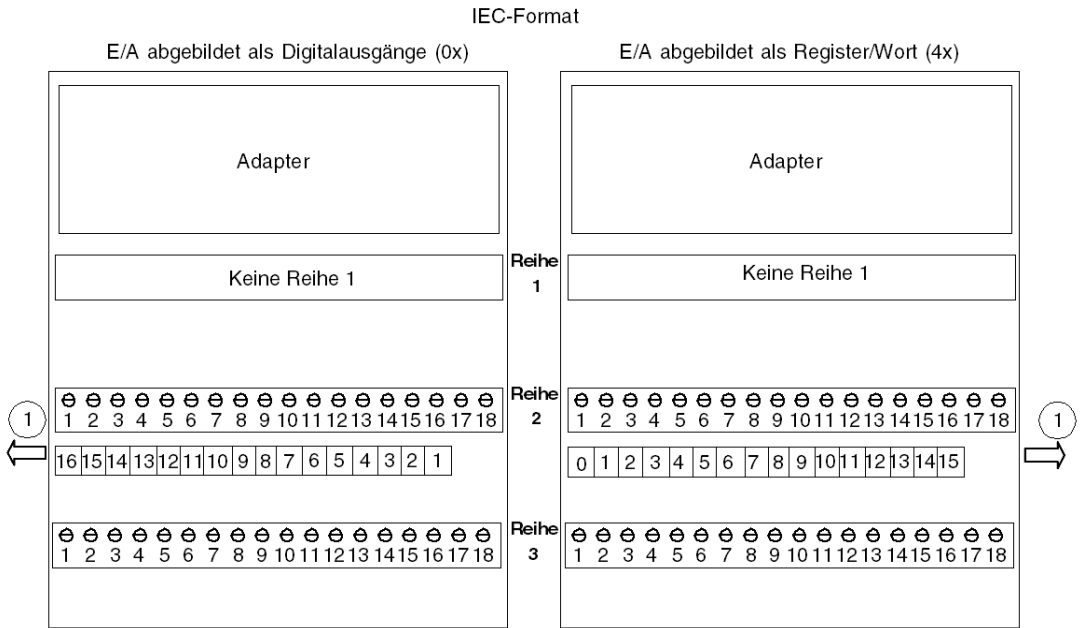 IEC-Format
E/A abgebildet als Digitalausgänge (0x)
E/A abgebildet als Register/Wort (4x)
Adapter
Adapter
Keine Reihe 1
Reihe
1
Keine Reihe 1
1 2 3 4 5 6 7 8 9 10 11 12 13 14 15 16 17 18
Reihe
2
1 2 3 4 5 6 7 8 9 10 11 12 13 14 15 16 17 18
1
1
16 15 14 13 12 11 10 9 8 7 6 5 4 3 2 1
0 1 2 3 4 5 6 7 8 9 10 11 12 13 14 15
1 2 3 4 5 6 7 8 9 10 11 12 13 14 15 16 17 18
Reihe
3
1 2 3 4 5 6 7 8 9 10 11 12 13 14 15 16 17 18